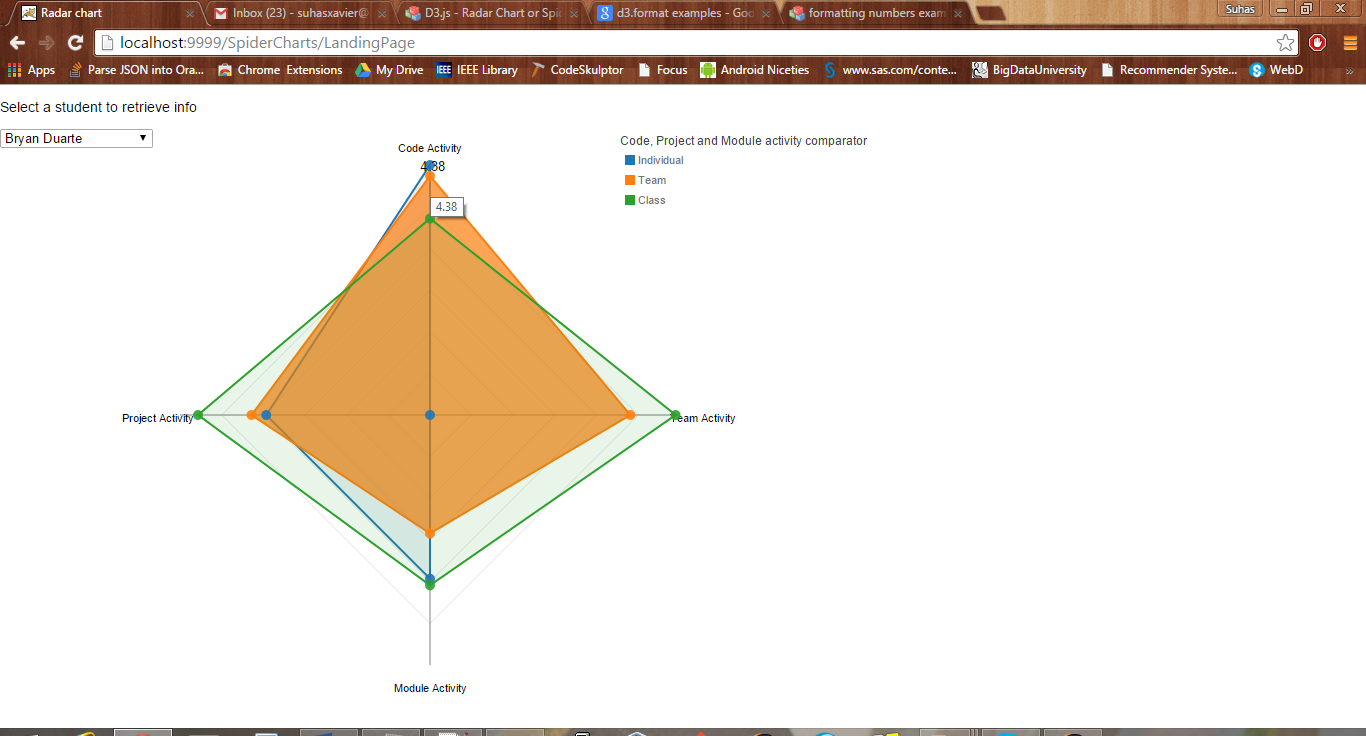 Radar chart
Inbox (23) - suhasxavier@
D3.js - Radar Chart or Spi
d3.format examples - Goo
formatting numbers exam
Suhas
localhost:9999/SpiderCharts/LandingPage
Apps
Parse JSON into Ora...
Chrome Extensions
My Drive
IEEE
IEEE Library
CodeSkulptor
Focus
Android Niceties
www.sas.com/conte...
BigDataUniversity
Recommender Syste...
WebD
»
Select a student to retrieve info
Bryan Duarte
Code Activity
4.38
4.38
Code, Project and Module activity comparator
Individual
Team
Class
Project Activity
Team Activity
Module Activity